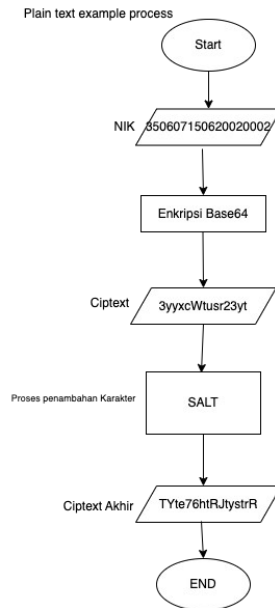 Plain text example process
Start
NIK
350607150620020002
Enkripsi Base64
Ciptext
3yyxcWtusr23yt
Proses penambahan Karakter
SALT
Ciptext Akhir
TYte76htRJtystrR
END